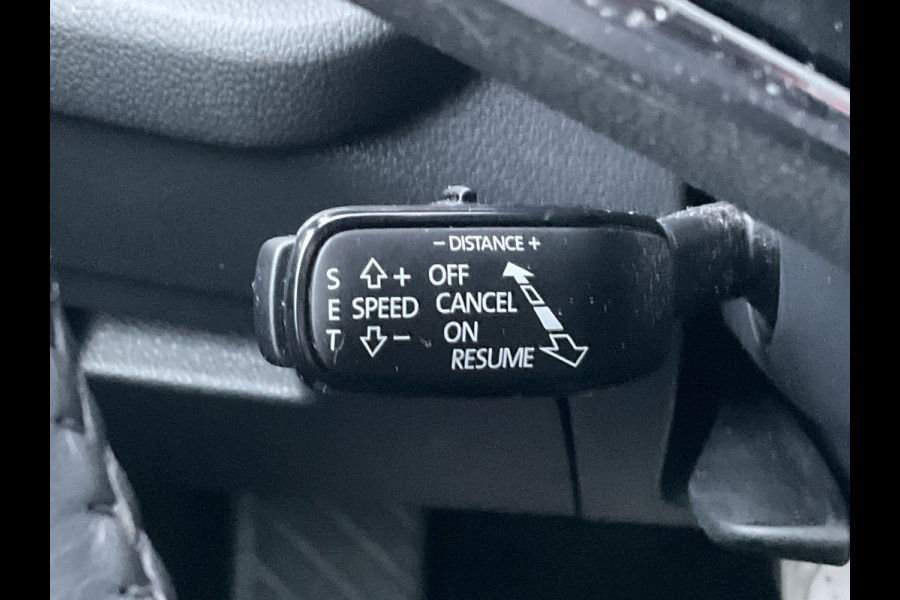 − DISTANCE +
S + OFF
E SPEED CANCEL
T − ON
RESUME